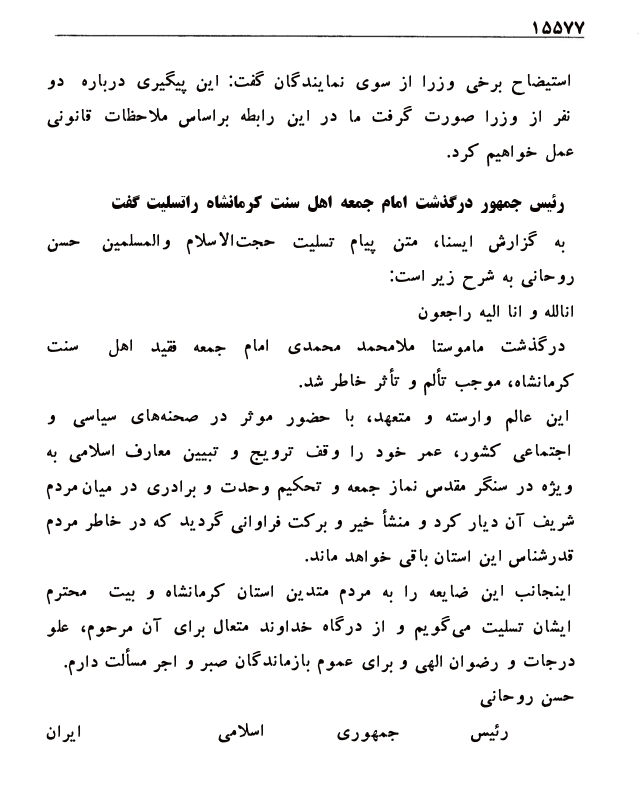 ۱۵۵۷۷
استیضاح برخی وزرا از سوی نمایندگان گفت: این پیگیری درباره دو
نفر از وزرا صورت گرفت ما در این رابطه براساس ملاحظات قانونی
عمل خواهیم کرد.
رئیس جمهور درگذشت امام جمعه اهل سنت کرمانشاه راتسلیت گفت
به گزارش ایسنا، متن پیام تسلیت حجت‌الاسلام والمسلمین حسن
روحانی به شرح زیر است:
انالله و انا الیه راجعون
درگذشت ماموستا ملامحمد محمدی امام جمعه فقید اهل سنت
کرمانشاه، موجب تألم و تأثر خاطر شد.
این عالم وارسته و متعهد، با حضور موثر در صحنه‌های سیاسی و
اجتماعی کشور، عمر خود را وقف ترویج و تبیین معارف اسلامی به
ویژه در سنگر مقدس نماز جمعه و تحکیم وحدت و برادری در میان مردم
شریف آن دیار کرد و منشأ خیر و برکت فراوانی گردید که در خاطر مردم
قدرشناس این استان باقی خواهد ماند.
اینجانب این ضایعه را به مردم متدین استان کرمانشاه و بیت محترم
ایشان تسلیت می‌گویم و از درگاه خداوند متعال برای آن مرحوم، علو
درجات و رضوان الهی و برای عموم بازماندگان صبر و اجر مسألت دارم.
حسن روحانی
رئیس جمهوری اسلامی ایران